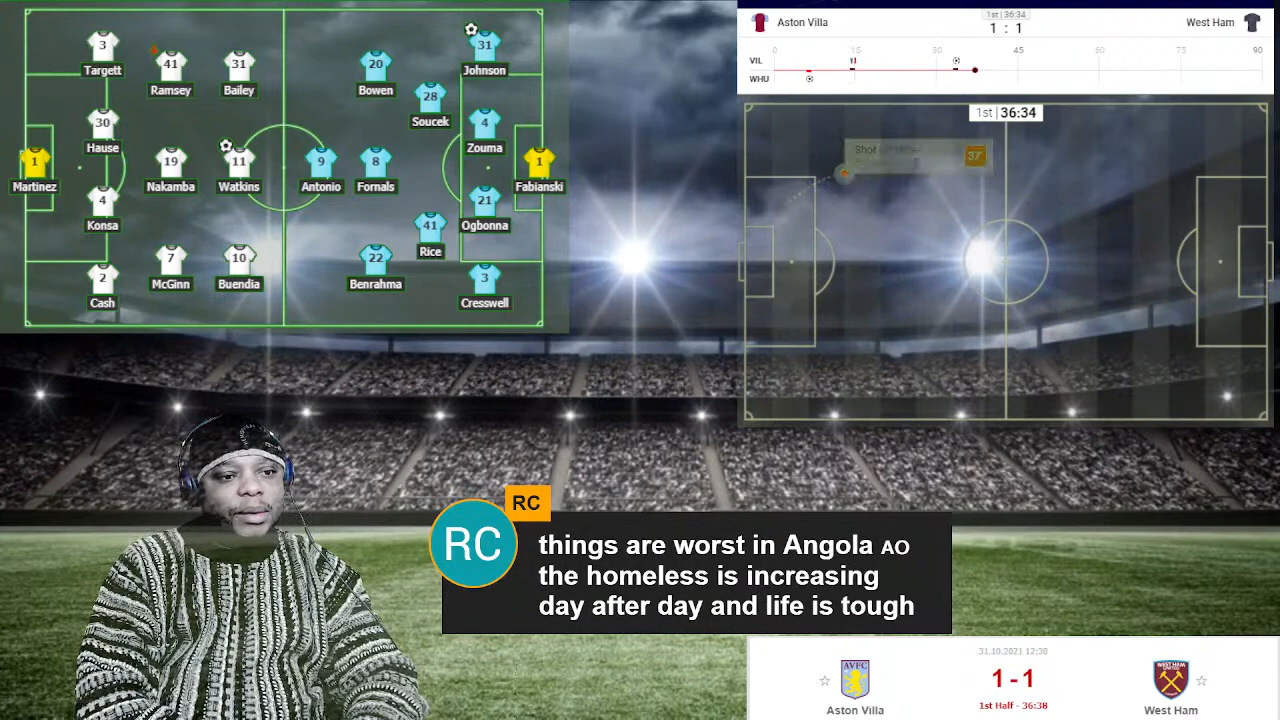 3
Targett
41
Ramsey
31
Bailey
20
Bowen
31
Johnson
28
Soucek
30
Hause
4
Zouma
1
Martinez
19
Nakamba
11
Watkins
9
Antonio
8
Fornals
1
Fabianski
4
Konsa
21
Ogbonna
41
Rice
7
McGinn
10
Buendia
22
Benrahma
2
Cash
3
Cresswell
Aston Villa
1st | 36:34
1 : 1
West Ham
0 15 30 45 60 75 90
VIL
WHU
1st | 36:34
Shot
37'
RC
RC
things are worst in Angola AO
the homeless is increasing
day after day and life is tough
31.10.2021 12:30
1 - 1
1st Half - 36:38
AVFC
Aston Villa
WEST HAM
UNITED
West Ham